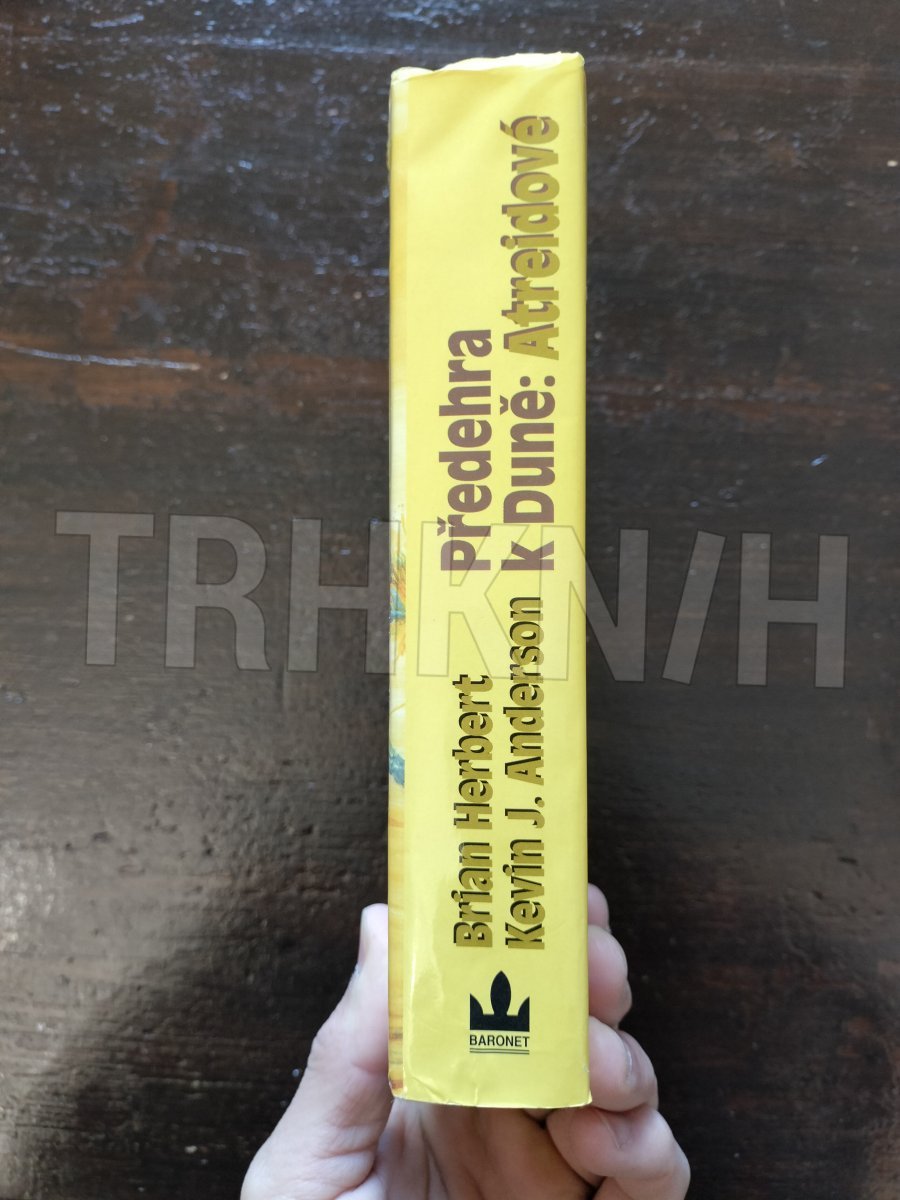 Brian Herbert
Kevin J. Anderson
Předehra
k Duně: Atreidové
BARONET
TRHKNIH